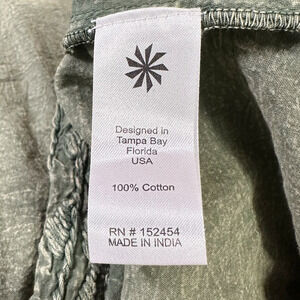 Designed in
Tampa Bay
Florida
USA
100% Cotton
RN # 152454
MADE IN INDIA